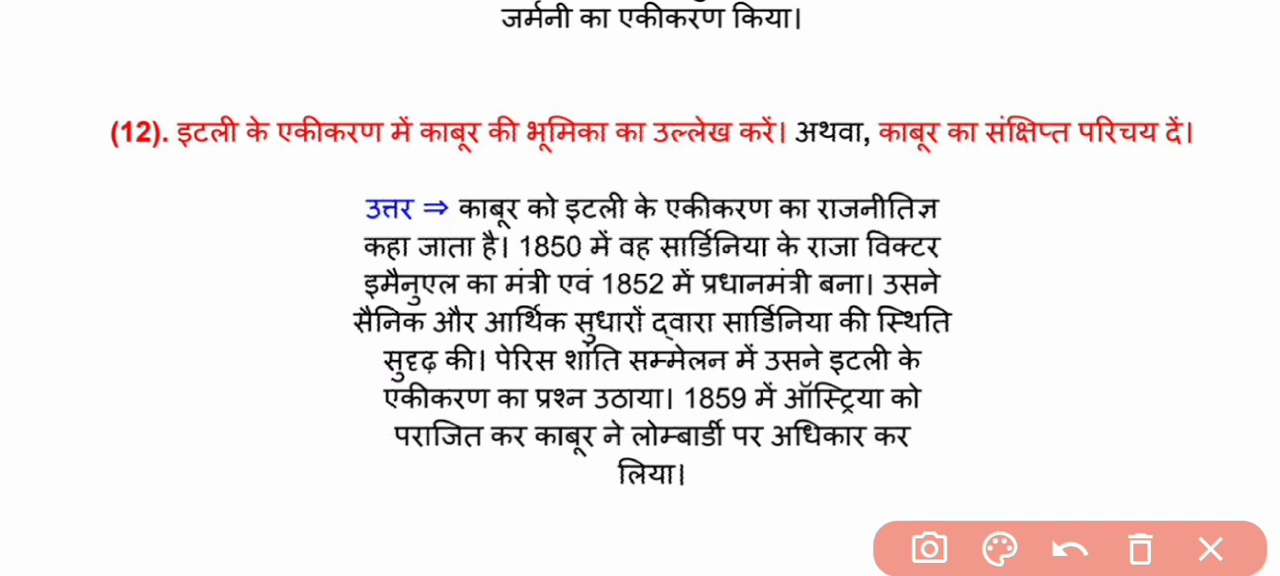 जर्मनी का एकीकरण किया।
(12). इटली के एकीकरण में काबूर की भूमिका का उल्लेख करें। अथवा, काबूर का संक्षिप्त परिचय दें।
उत्तर ⇒ काबूर को इटली के एकीकरण का राजनीतिज्ञ
कहा जाता है। 1850 में वह सार्डिनिया के राजा विक्टर
इमैनुएल का मंत्री एवं 1852 में प्रधानमंत्री बना। उसने
सैनिक और आर्थिक सुधारों द्वारा सार्डिनिया की स्थिति
सुदृढ़ की। पेरिस शांति सम्मेलन में उसने इटली के
एकीकरण का प्रश्न उठाया। 1859 में ऑस्ट्रिया को
पराजित कर काबूर ने लोम्बार्डी पर अधिकार कर
लिया।